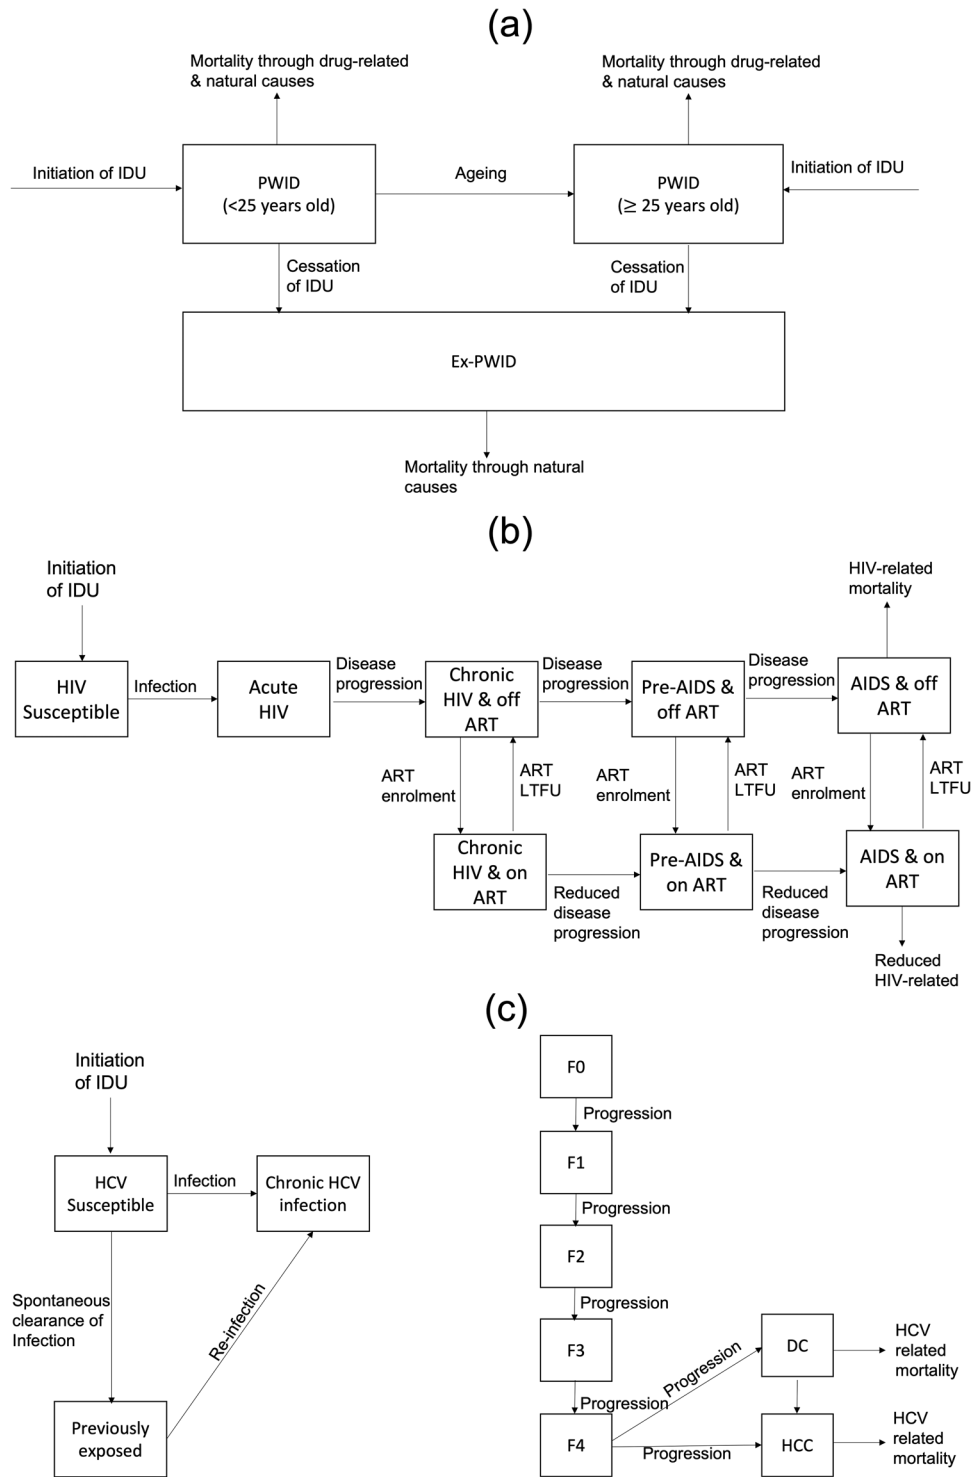 (a)
Mortality through drug-related
& natural causes
Mortality through drug-related
& natural causes
Initiation of IDU
PWID
(<25 years old)
Ageing
PWID
(≥ 25 years old)
Initiation of IDU
Cessation
of IDU
Cessation
of IDU
Ex-PWID
Mortality through natural
causes
(b)
Initiation
of IDU
HIV-related
mortality
HIV
Susceptible
Infection
Acute
HIV
Disease
progression
Chronic
HIV & off
ART
Disease
progression
Pre-AIDS &
off ART
Disease
progression
AIDS & off
ART
ART
enrolment
ART
LTFU
ART
enrolment
ART
LTFU
ART
enrolment
ART
LTFU
Chronic
HIV & on
ART
Reduced
disease
progression
Pre-AIDS &
on ART
Reduced
disease
progression
AIDS & on
ART
Reduced
HIV-related
(c)
Initiation
of IDU
HCV
Susceptible
Infection
Chronic HCV
infection
Spontaneous
clearance of
Infection
Re-infection
Previously
exposed
F0
Progression
F1
Progression
F2
Progression
F3
Progression
F4
Progression
DC
HCV
related
mortality
Progression
HCC
HCV
related
mortality